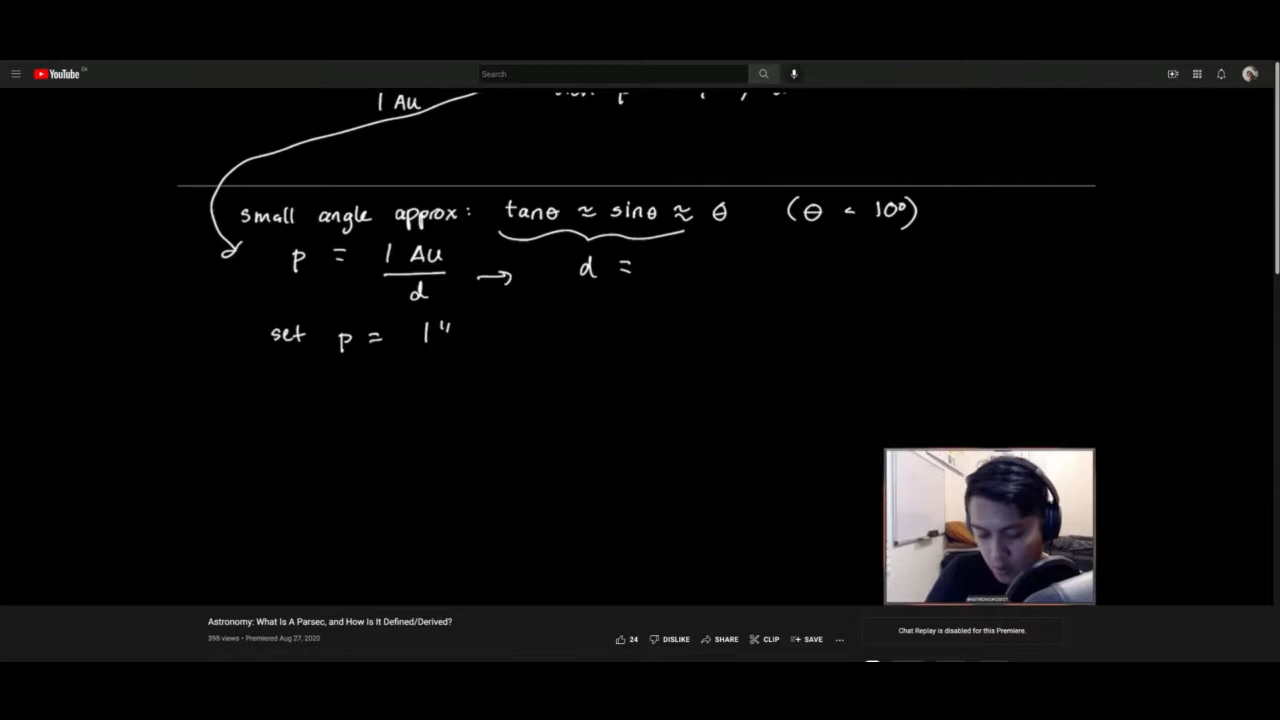 YouTube ZA
Search
1 Au
small angle approx: tanθ ≈ sinθ ≈ θ (θ < 10°)
p = 1 Au / d → d =
set p = 1"
@ASTRONOMUDFCT
Astronomy: What Is A Parsec, and How Is It Defined/Derived?
395 views • Premiered Aug 27, 2020
24 DISLIKE SHARE CLIP SAVE ...
Chat Replay is disabled for this Premiere.